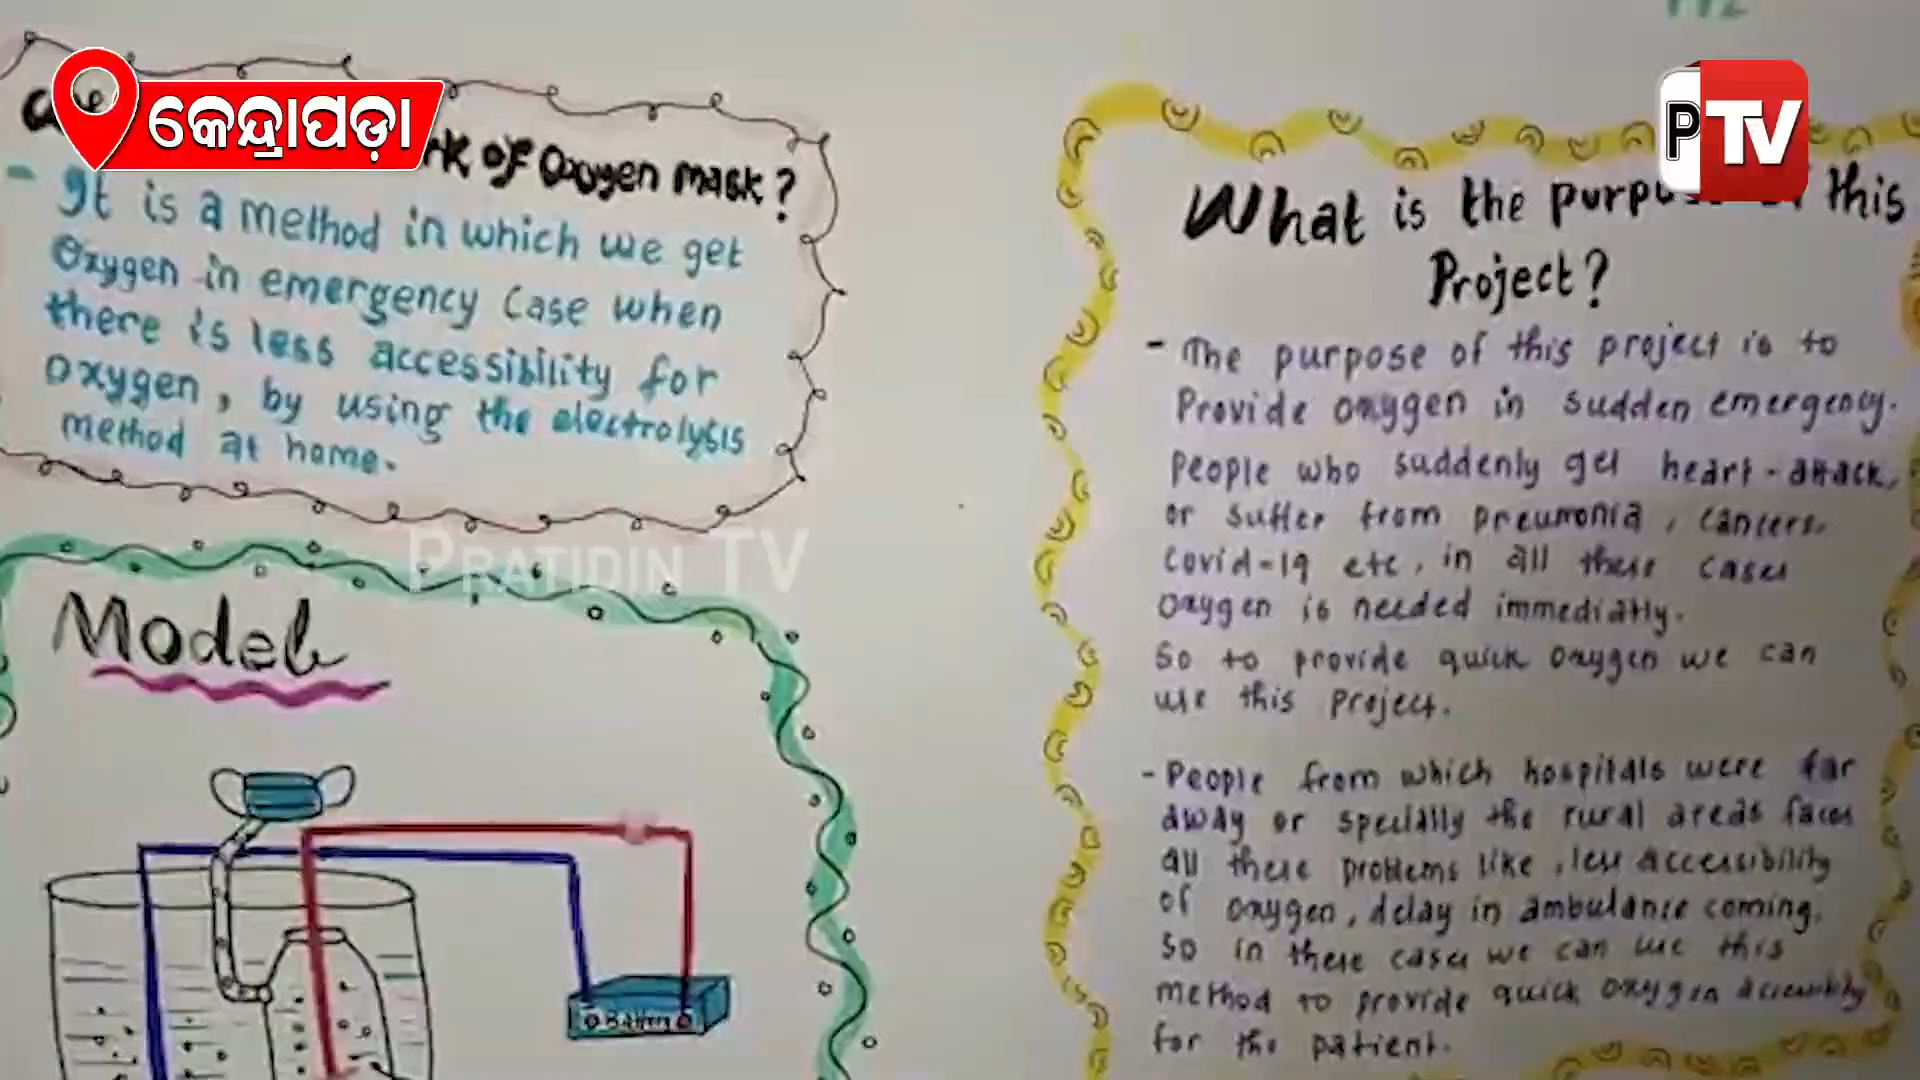 କେନ୍ଦ୍ରାପଡ଼ା
PTV
of Oxygen mask?
- It is a method in which we get
Oxygen in emergency Case when
there is less accessibility for
Oxygen, by using the electrolysis
method at home.
PRATIDIN TV
Model
Battery
What is the this
Project?
- The purpose of this project is to
Provide oxygen in sudden emergency.
People who suddenly get heart-attack,
or suffer from pneumonia, cancers,
covid-19 etc, in all these cases
oxygen is needed immediatly.
So to provide quick oxygen we can
use this project.
- People from which hospitals were far
away or specially the rural areas faces
all these problems like, less accessibility
of oxygen, delay in ambulance coming.
So in these cases we can use this
method to provide quick oxygen
for the patient.